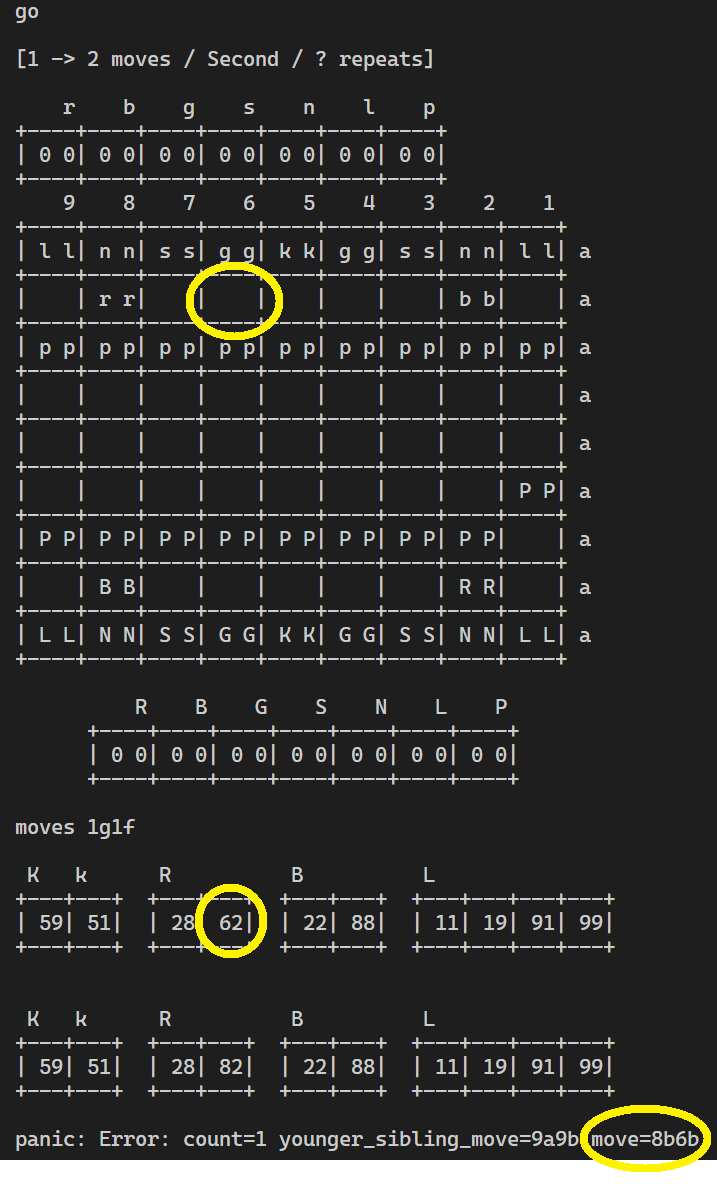 go
[1 -> 2 moves / Second / ? repeats]
    r    b    g    s    n    l    p
+----+----+----+----+----+----+----+
| 0 0| 0 0| 0 0| 0 0| 0 0| 0 0| 0 0|
+----+----+----+----+----+----+----+
    9    8    7    6    5    4    3    2    1
+----+----+----+----+----+----+----+----+----+
| l l| n n| s s| g g| k k| g g| s s| n n| l l| a
+----+----+----+----+----+----+----+----+----+
|    | r r|    |    |    |    |    | b b|    | a
+----+----+----+----+----+----+----+----+----+
| p p| p p| p p| p p| p p| p p| p p| p p| p p| a
+----+----+----+----+----+----+----+----+----+
|    |    |    |    |    |    |    |    |    | a
+----+----+----+----+----+----+----+----+----+
|    |    |    |    |    |    |    |    |    | a
+----+----+----+----+----+----+----+----+----+
|    |    |    |    |    |    |    |    | P P| a
+----+----+----+----+----+----+----+----+----+
| P P| P P| P P| P P| P P| P P| P P| P P|    | a
+----+----+----+----+----+----+----+----+----+
|    | B B|    |    |    |    |    | R R|    | a
+----+----+----+----+----+----+----+----+----+
| L L| N N| S S| G G| K K| G G| S S| N N| L L| a
+----+----+----+----+----+----+----+----+----+
          R    B    G    S    N    L    P
      +----+----+----+----+----+----+----+
      | 0 0| 0 0| 0 0| 0 0| 0 0| 0 0| 0 0|
      +----+----+----+----+----+----+----+
moves 1g1f
 K   k      R          B          L
+---+---+  +---+---+  +---+---+  +---+---+---+---+
| 59| 51|  | 28| 62|  | 22| 88|  | 11| 19| 91| 99|
+---+---+  +---+---+  +---+---+  +---+---+---+---+
 K   k      R          B          L
+---+---+  +---+---+  +---+---+  +---+---+---+---+
| 59| 51|  | 28| 82|  | 22| 88|  | 11| 19| 91| 99|
+---+---+  +---+---+  +---+---+  +---+---+---+---+
panic: Error: count=1 younger_sibling_move=9a9b move=8b6b